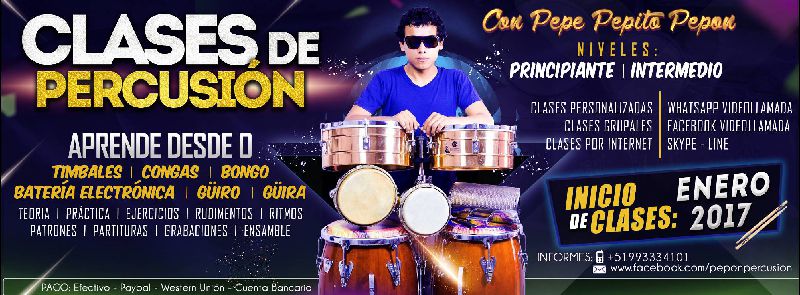 CLASES DE
PERCUSIÓN
APRENDE DESDE 0
TIMBALES | CONGAS | BONGO
BATERÍA ELECTRÓNICA | GÜIRO | GÜIRA
TEORIA | PRÁCTICA | EJERCICIOS | RUDIMENTOS | RITMOS
PATRONES | PARTITURAS | GRABACIONES | ENSAMBLE
PAGO: Efectivo - Paypal - Western Union - Cuenta Bancaria
Con Pepe Pepito Pepon
NIVELES:
PRINCIPIANTE | INTERMEDIO
CLASES PERSONALIZADAS | WHATSAPP VIDEOLLAMADA
CLASES GRUPALES | FACEBOOK VIDEOLLAMADA
CLASES POR INTERNET | SKYPE - LINE
INICIO
DE CLASES:
ENERO
2017
INFORMES: +51993334101
www.facebook.com/peponpercusion